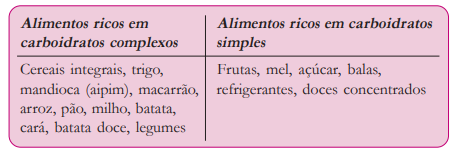 Alimentos ricos em
carboidratos complexos
Alimentos ricos em carboidratos
simples
Cereais integrais, trigo,
mandioca (aipim), macarrão,
arroz, pão, milho, batata,
cará, batata doce, legumes
Frutas, mel, açúcar, balas,
refrigerantes, doces concentrados